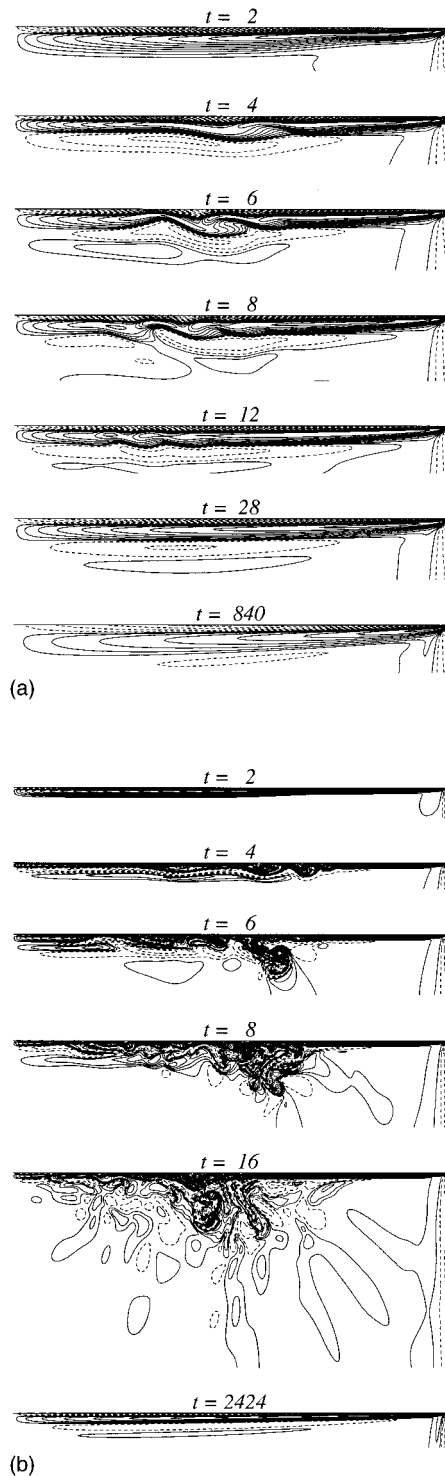 t = 2
t = 4
t = 6
t = 8
t = 12
t = 28
t = 840
(a)
t = 2
t = 4
t = 6
t = 8
t = 16
t = 2424
(b)